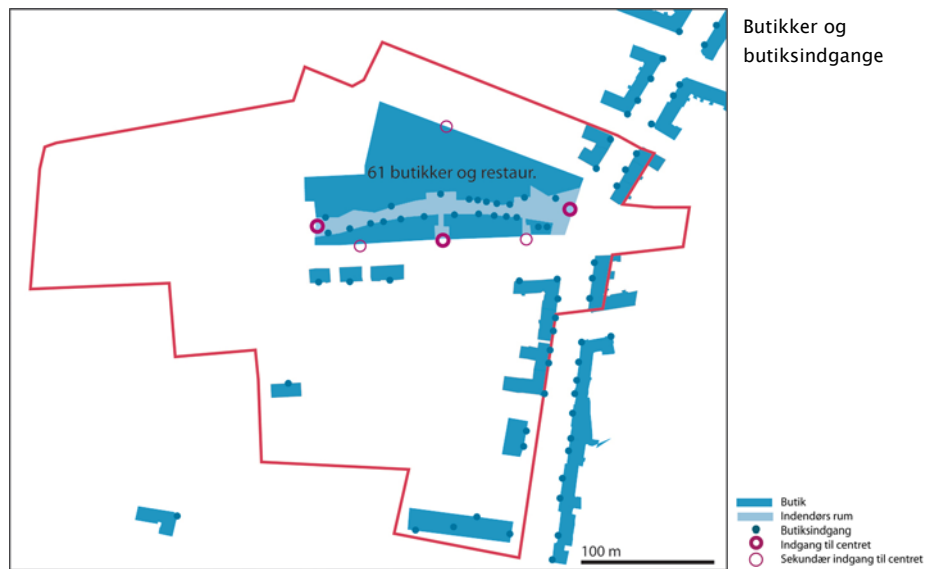 Butikker og
butiksindgange
61 butikker og restaur.
Butik
Indendørs rum
Butiksindgang
Indgang til centret
Sekundær indgang til centret
100 m